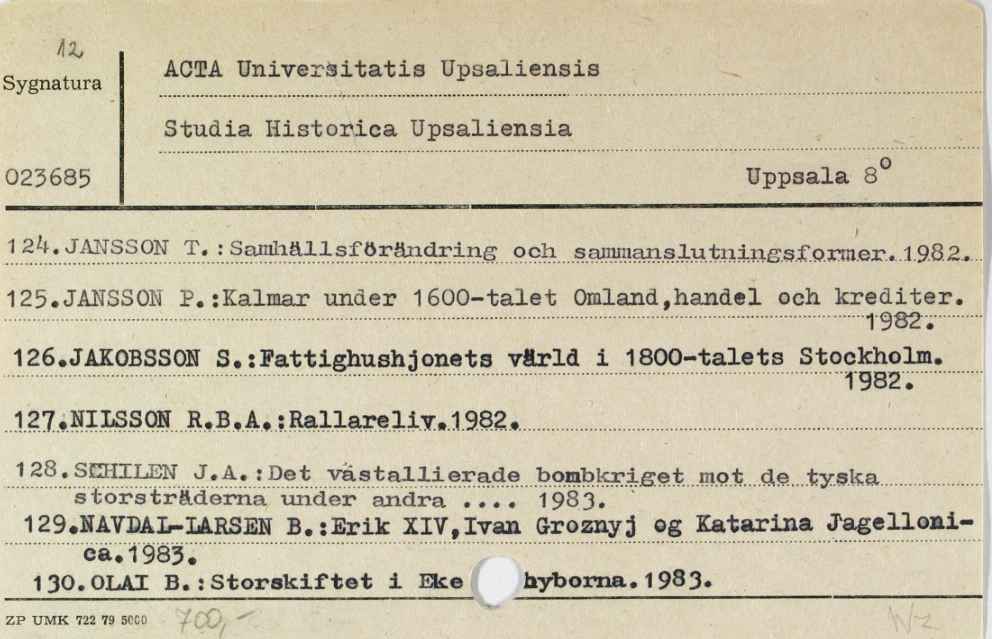 12
Sygnatura
ACTA Universitatis Upsaliensis
Studia Historica Upsaliensia
023685
Uppsala 8º
124.JANSSON T.:Samhällsförändring och sammanslutningsformer.1982.
125.JANSSON P.:Kalmar under 1600-talet Omland,handel och krediter.
1982.
126.JAKOBSSON S.:Fattighushjonets värld i 1800-talets Stockholm.
1982.
127.NILSSON R.B.A.:Rallareliv.1982.
128.SCHILEN J.A.:Det västallierade bombkriget mot de tyska
storsträderna under andra .... 1983.
129.NAVDAL-LARSEN B.:Erik XIV,Ivan Groznyj og Katarina Jagelloni-
ca.1983.
130.OLAI B.:Storskiftet i Eke hyborna.1983.
ZP UMK 722 79 5000
700,-